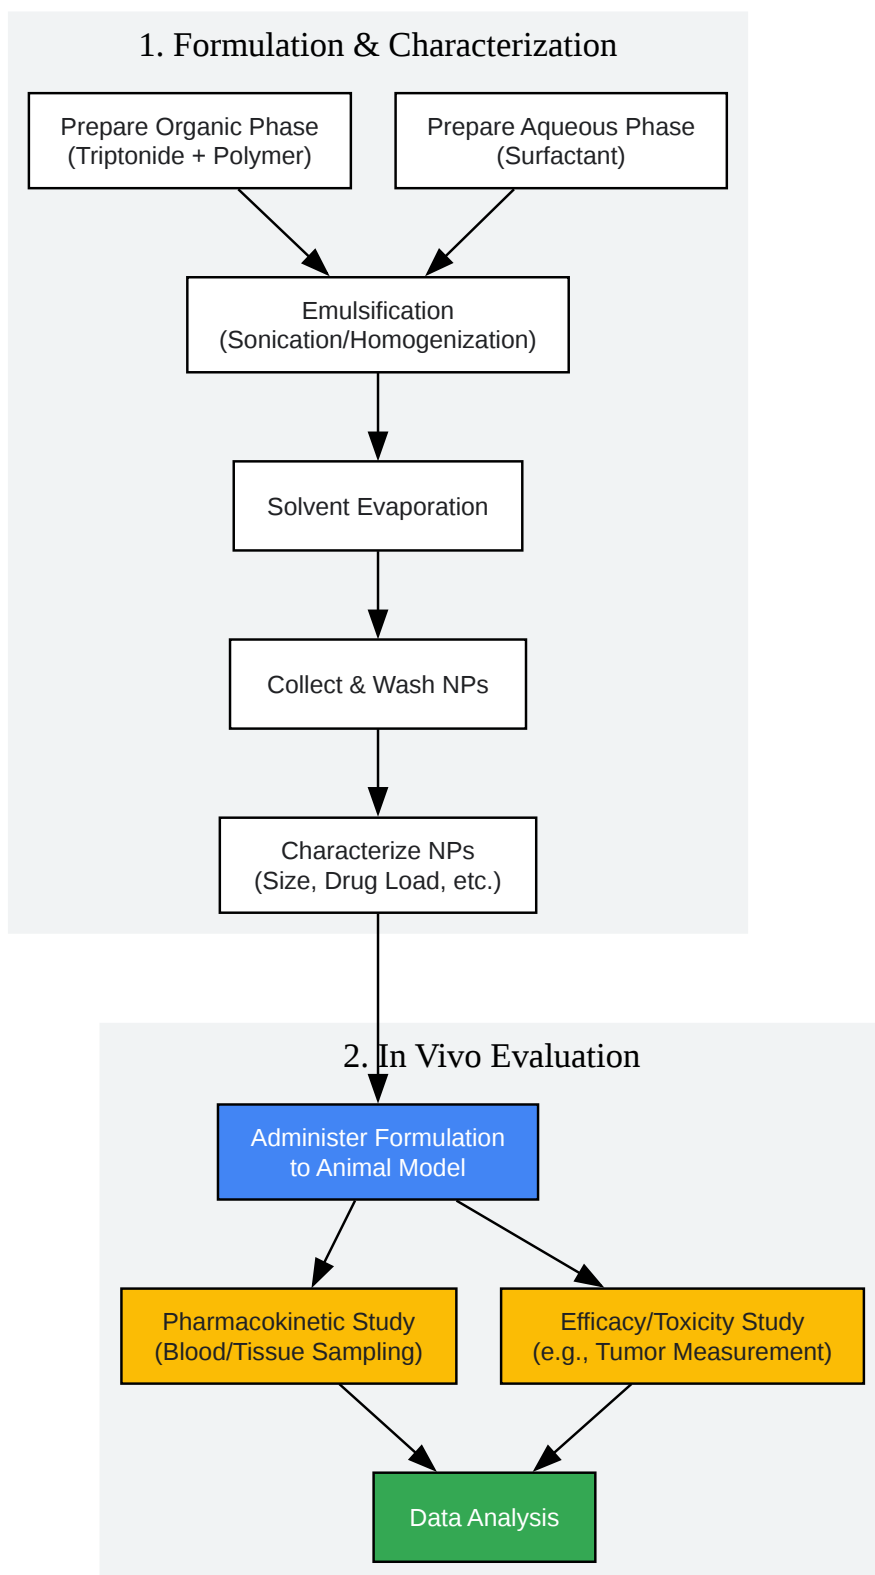 1. Formulation & Characterization
Prepare Organic Phase
(Triptonide + Polymer)
Prepare Aqueous Phase
(Surfactant)
Emulsification
(Sonication/Homogenization)
Solvent Evaporation
Collect & Wash NPs
Characterize NPs
(Size, Drug Load, etc.)
2. In Vivo Evaluation
Administer Formulation
to Animal Model
Pharmacokinetic Study
(Blood/Tissue Sampling)
Efficacy/Toxicity Study
(e.g., Tumor Measurement)
Data Analysis